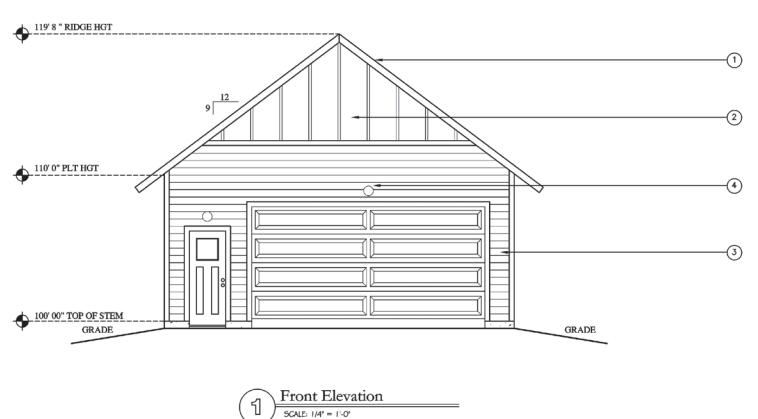 119' 8 " RIDGE HGT
1
12
9
2
110' 0" PLT HGT
4
3
100' 00" TOP OF STEM
GRADE
GRADE
1
Front Elevation
SCALE: 1/4" = 1'-0"